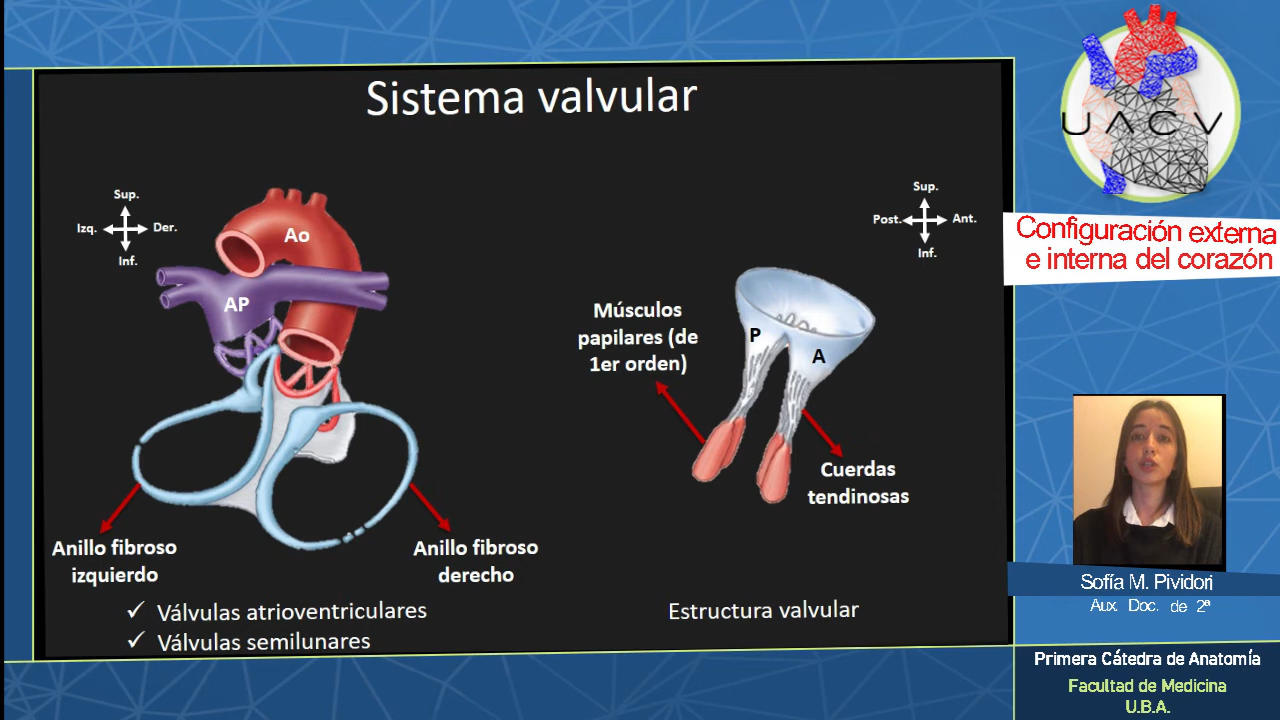 Sistema valvular
Sup.
Izq.
Der.
Inf.
Ao
AP
Anillo fibroso
izquierdo
Anillo fibroso
derecho
✓ Válvulas atrioventriculares
✓ Válvulas semilunares
Sup.
Post.
Ant.
Inf.
Músculos
papilares (de
1er orden)
P
A
Cuerdas
tendinosas
Estructura valvular
UACV
Configuración externa
e interna del corazón
Sofía M. Pividori
Aux. Doc. de 2ª
Primera Cátedra de Anatomía
Facultad de Medicina
U.B.A.